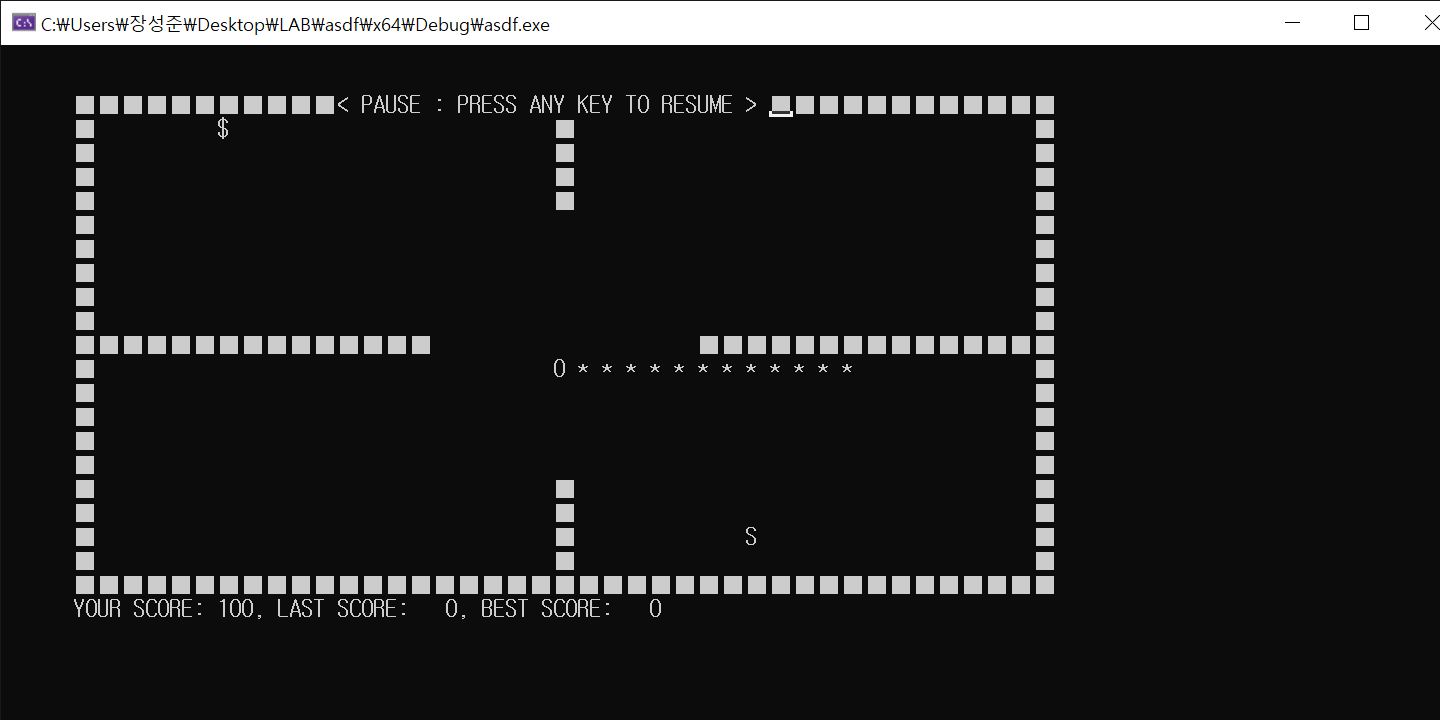 C:₩Users₩장성준₩Desktop₩LAB₩asdf₩x64₩Debug₩asdf.exe
< PAUSE : PRESS ANY KEY TO RESUME >
$
O * * * * * * * * * * * *
S
YOUR SCORE: 100, LAST SCORE:   0, BEST SCORE:   0